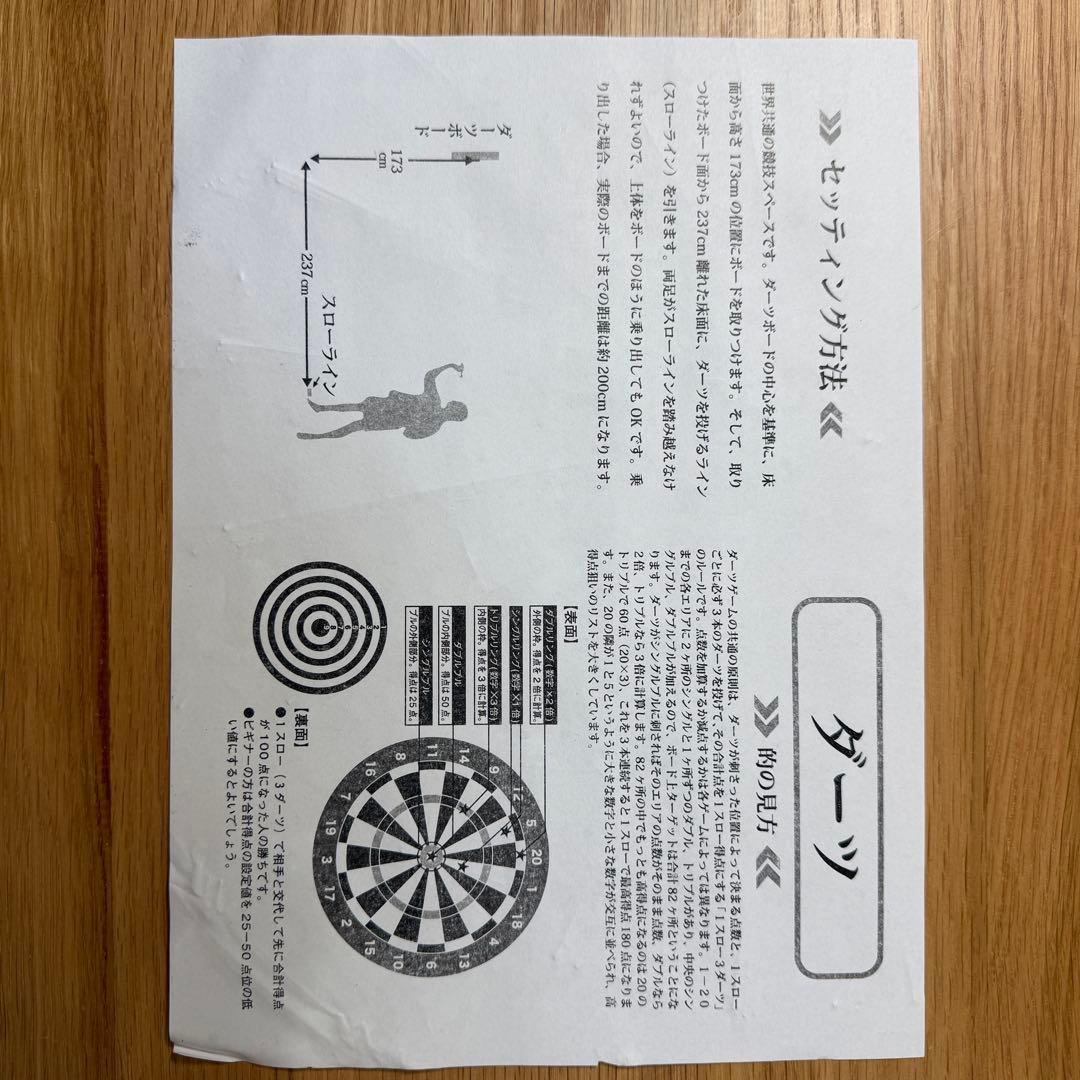 ダーツ
的の見方
ダーツゲームの共通の原則は、ダーツが刺さった位置によって決まる点数と、1スロー
ごとに必ず3本のダーツを投げて、その合計点を1スロー得点にする「1スロー3ダーツ」
のルールです。点数を加算するか減点するかは各ゲームによっては異なります。1－20
までの各エリアに2ヶ所のシングルと1ヶ所ずつのダブル、トリプルがあり、中央のシン
グルブル、ダブルブルが加えるので、ボード上ターゲットは合計82ヶ所ということにな
ります。ダーツがシングルブルに刺さればそのエリアの点数がそのまま点数、ダブルなら
2倍、トリプルなら3倍に計算します。82ヶ所の中でもっとも高得点になるのは20の
トリプルで60点（20×3）、これを3本連続すると1スローで最高得点180点になりま
す。また、20の隣が1と5というように大きな数字と小さな数字が交互に並べられ、高
得点狙いのリストを大きくしています。
【表面】
ダブルリング（数字×2倍）
外側の枠。得点を2倍に計算。
シングルリング（数字×1倍）
トリプルリング（数字×3倍）
内側の枠。得点を3倍に計算。
ダブルブル
ブルの内側部分。得点は50点。
シングルブル
ブルの外側部分。得点は25点。
20
1
18
4
13
6
10
15
2
17
3
19
7
16
8
11
14
9
12
5
【裏面】
●1スロー（3ダーツ）で相手と交代して先に合計得点
が100点になった人の勝ちです。
●ビギナーの方は合計得点の設定値を25－50点位の低
い値にするとよいでしょう。
1
2
3
4
5
6
7
8
9
セッティング方法
世界共通の競技スペースです。ダーツボードの中心を基準に、床
面から高さ173cmの位置にボードを取りつけます。そして、取り
つけたボード面から237cm離れた床面に、ダーツを投げるライン
（スローライン）を引きます。両足がスローラインを踏み越えなけ
れずよいので、上体をボードのほうに乗り出してもOKです。乗
り出した場合、実際のボードまでの距離は約200cmになります。
ダーツ
ボード
173
cm
スローライン
237cm